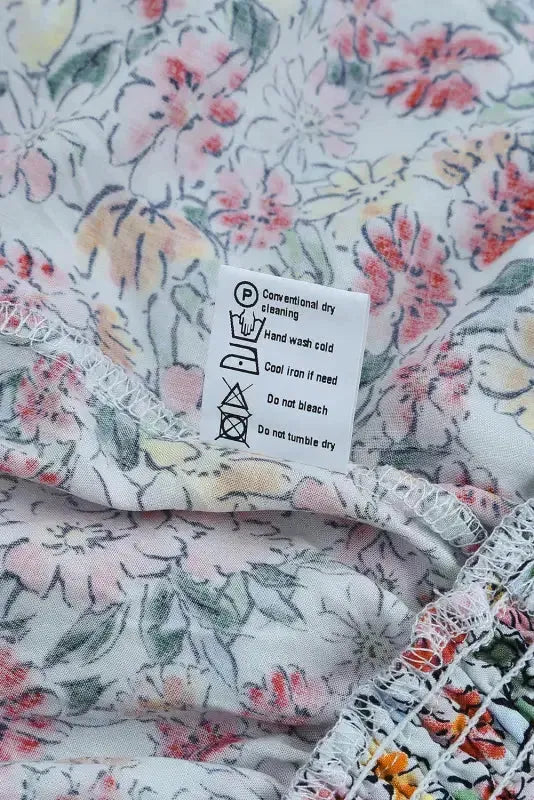 P Conventional dry
cleaning
Hand wash cold
Cool iron if need
Do not bleach
Do not tumble dry